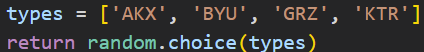 types = ['AKX', 'BYU', 'GRZ', 'KTR']
return random.choice(types)